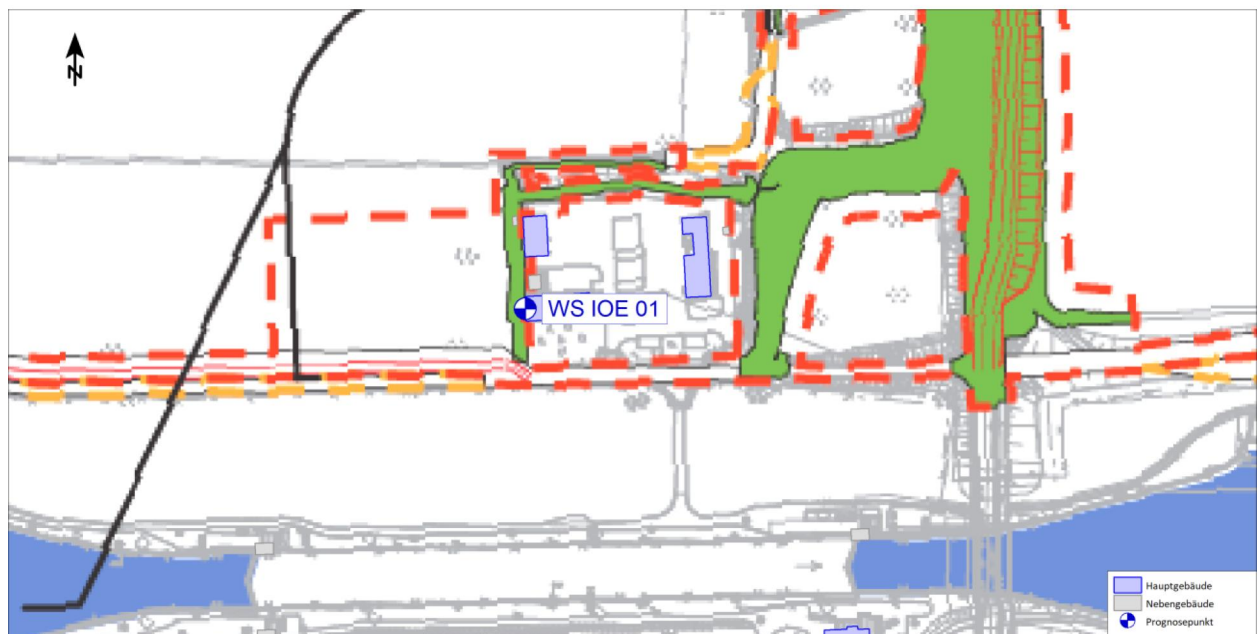 N
WS IOE 01
Hauptgebäude
Nebengebäude
Prognosepunkt